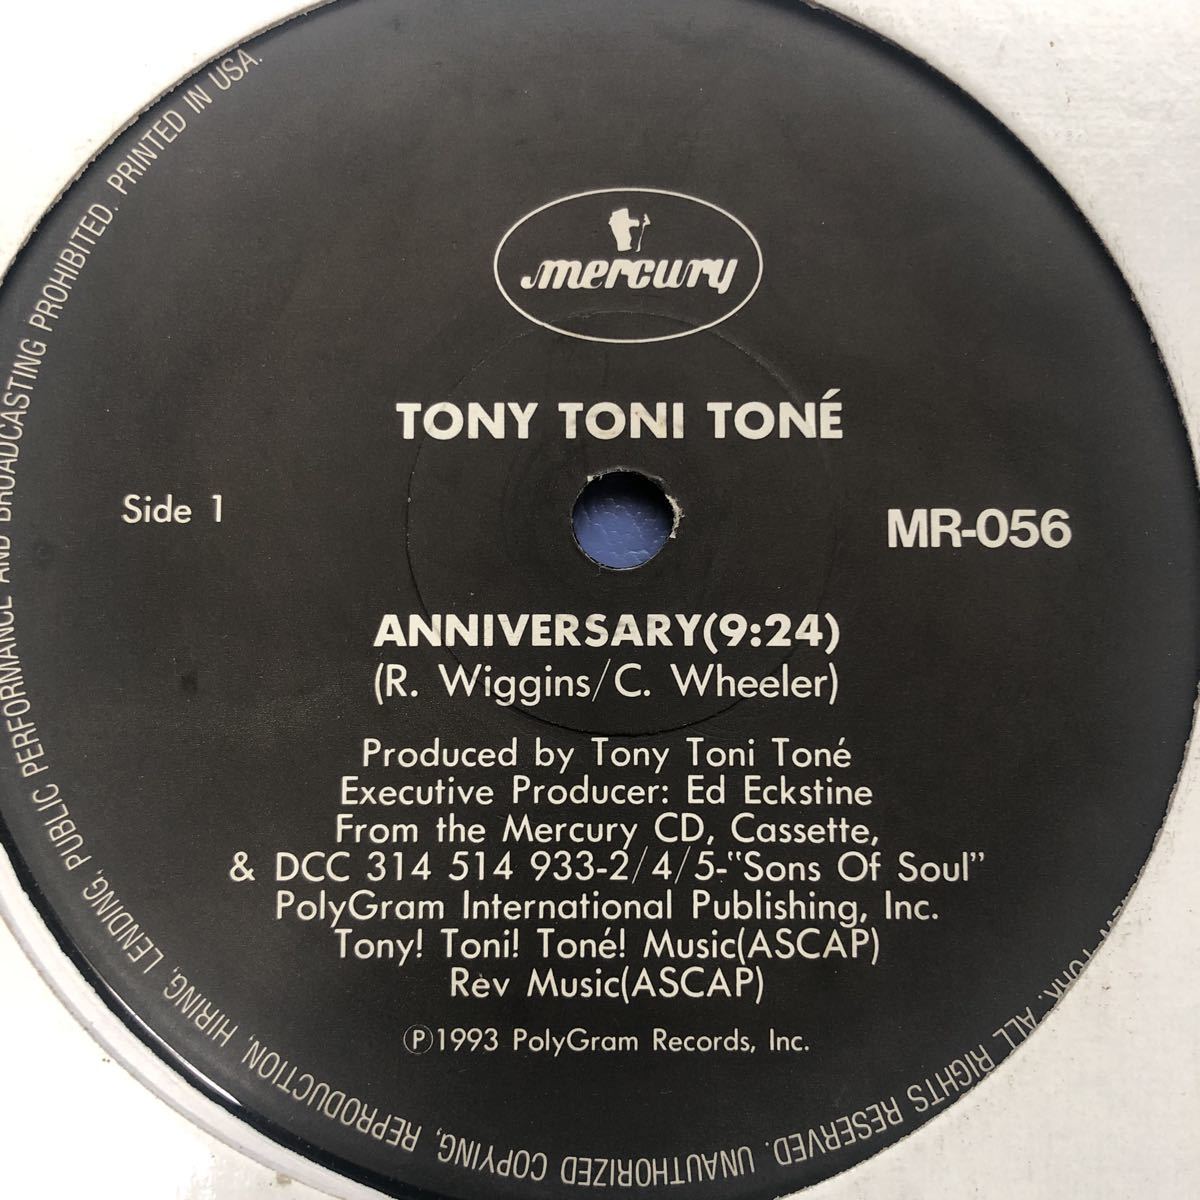 mercury
TONY TONI TONÉ
Side 1
MR-056
ANNIVERSARY(9:24)
(R. Wiggins/C. Wheeler)
Produced by Tony Toni Toné
Executive Producer: Ed Eckstine
From the Mercury CD, Cassette,
& DCC 314 514 933-2/4/5-"Sons Of Soul"
PolyGram International Publishing, Inc.
Tony! Toni! Toné! Music(ASCAP)
Rev Music(ASCAP)
Ⓟ1993 PolyGram Records, Inc.
ALL RIGHTS RESERVED. UNAUTHORIZED COPYING, REPRODUCTION, HIRING, LENDING, PUBLIC PERFORMANCE AND BROADCASTING PROHIBITED. PRINTED IN USA.